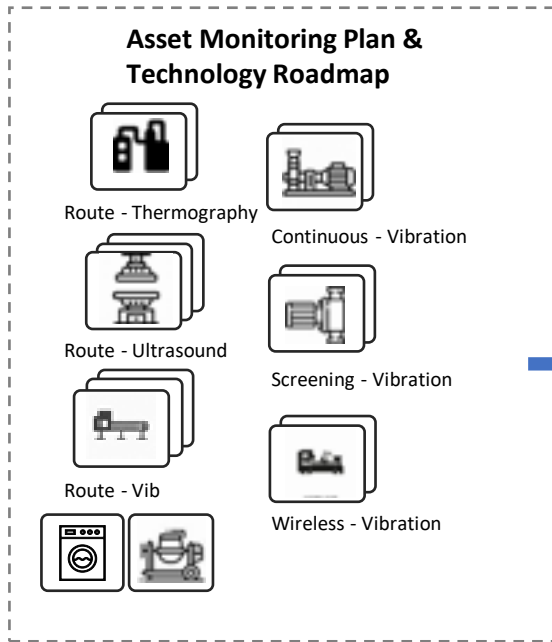 Asset Monitoring Plan &
Technology Roadmap
Route - Thermography
Continuous - Vibration
Route - Ultrasound
Screening - Vibration
Route - Vib
Wireless - Vibration